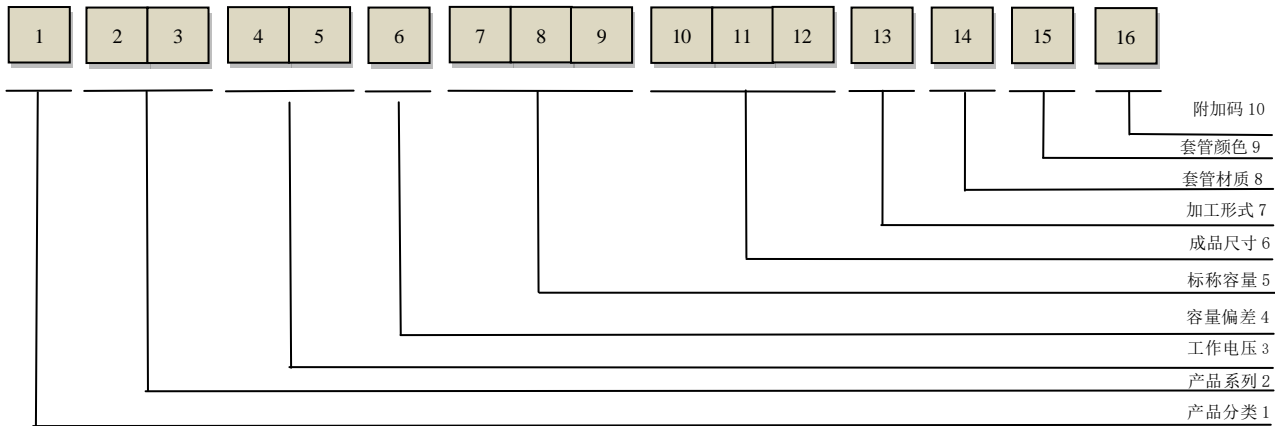 1 2 3 4 5 6 7 8 9 10 11 12 13 14 15 16
附加码 10
套管颜色 9
套管材质 8
加工形式 7
成品尺寸 6
标称容量 5
容量偏差 4
工作电压 3
产品系列 2
产品分类 1